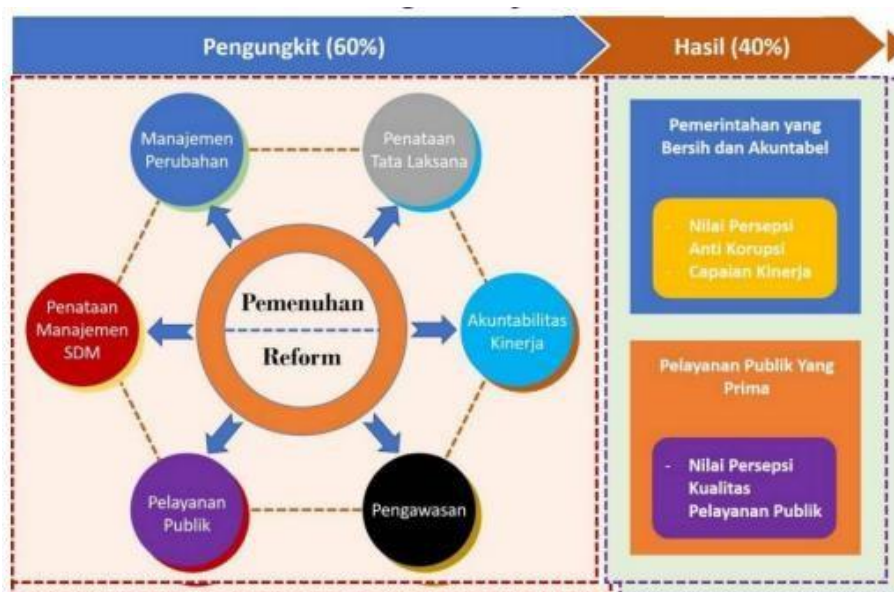 Pengungkit (60%)
Hasil (40%)
Manajemen
Perubahan
Penataan
Tata Laksana
Penataan
Manajemen
SDM
Pemenuhan
Reform
Akuntabilitas
Kinerja
Pelayanan
Publik
Pengawasan
Pemerintahan yang
Bersih dan Akuntabel
- Nilai Persepsi
Anti Korupsi
- Capaian Kinerja
Pelayanan Publik Yang
Prima
- Nilai Persepsi
Kualitas
Pelayanan Publik